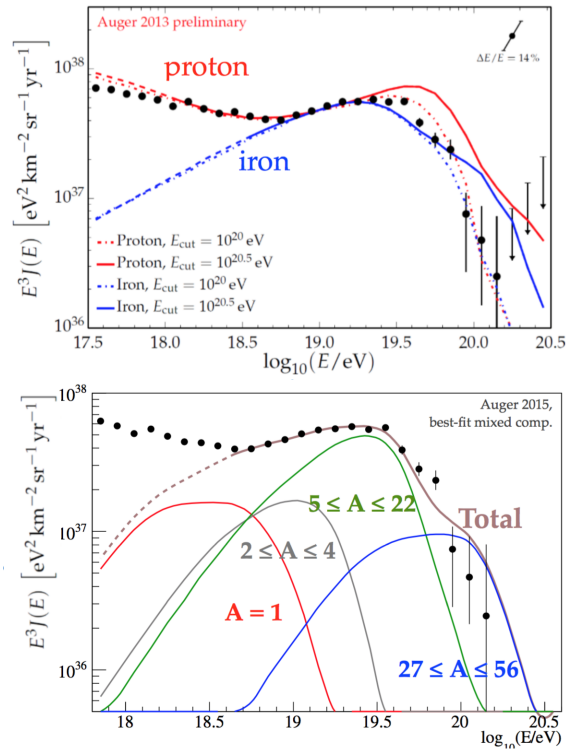 Auger 2013 preliminary
ΔE/E = 14%
proton
iron
E³J(E) [eV² km⁻² sr⁻¹ yr⁻¹]
10³⁸
10³⁷
10³⁶
Proton, E_cut = 10²⁰ eV
Proton, E_cut = 10²⁰·⁵ eV
Iron, E_cut = 10²⁰ eV
Iron, E_cut = 10²⁰·⁵ eV
17.5 18.0 18.5 19.0 19.5 20.0 20.5
log₁₀(E/eV)
10³⁸
Auger 2015,
best-fit mixed comp.
E³J(E) [eV² km⁻² sr⁻¹ yr⁻¹]
5 ≤ A ≤ 22
Total
10³⁷
2 ≤ A ≤ 4
A = 1
27 ≤ A ≤ 56
10³⁶
18 18.5 19 19.5 20 20.5
log₁₀(E/eV)